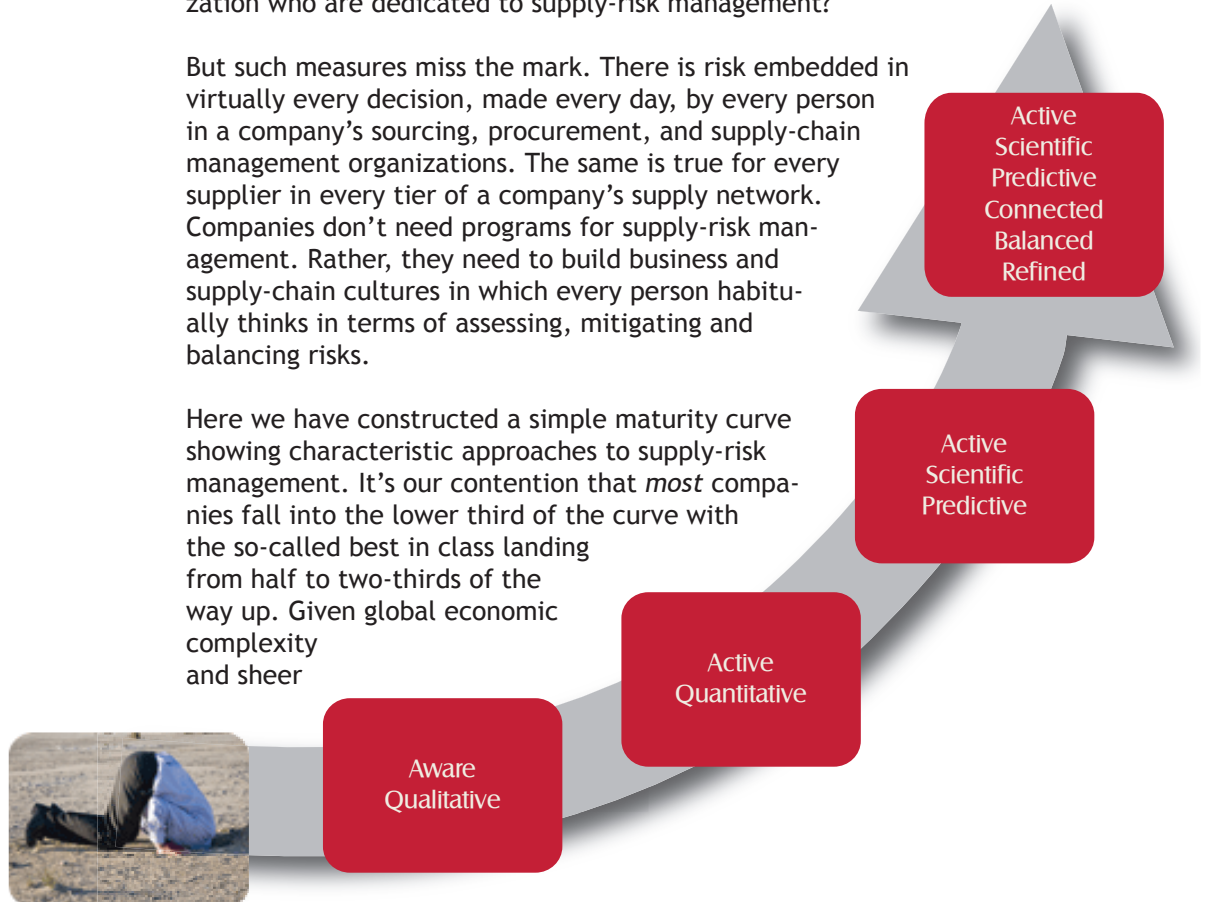 zation who are dedicated to supply-risk management?
But such measures miss the mark. There is risk embedded in
virtually every decision, made every day, by every person
in a company’s sourcing, procurement, and supply-chain
management organizations. The same is true for every
supplier in every tier of a company’s supply network.
Companies don’t need programs for supply-risk man-
agement. Rather, they need to build business and
supply-chain cultures in which every person habitu-
ally thinks in terms of assessing, mitigating and
balancing risks.
Here we have constructed a simple maturity curve
showing characteristic approaches to supply-risk
management. It’s our contention that most compa-
nies fall into the lower third of the curve with
the so-called best in class landing
from half to two-thirds of the
way up. Given global economic
complexity
and sheer
Active
Scientific
Predictive
Connected
Balanced
Refined
Active
Scientific
Predictive
Active
Quantitative
Aware
Qualitative